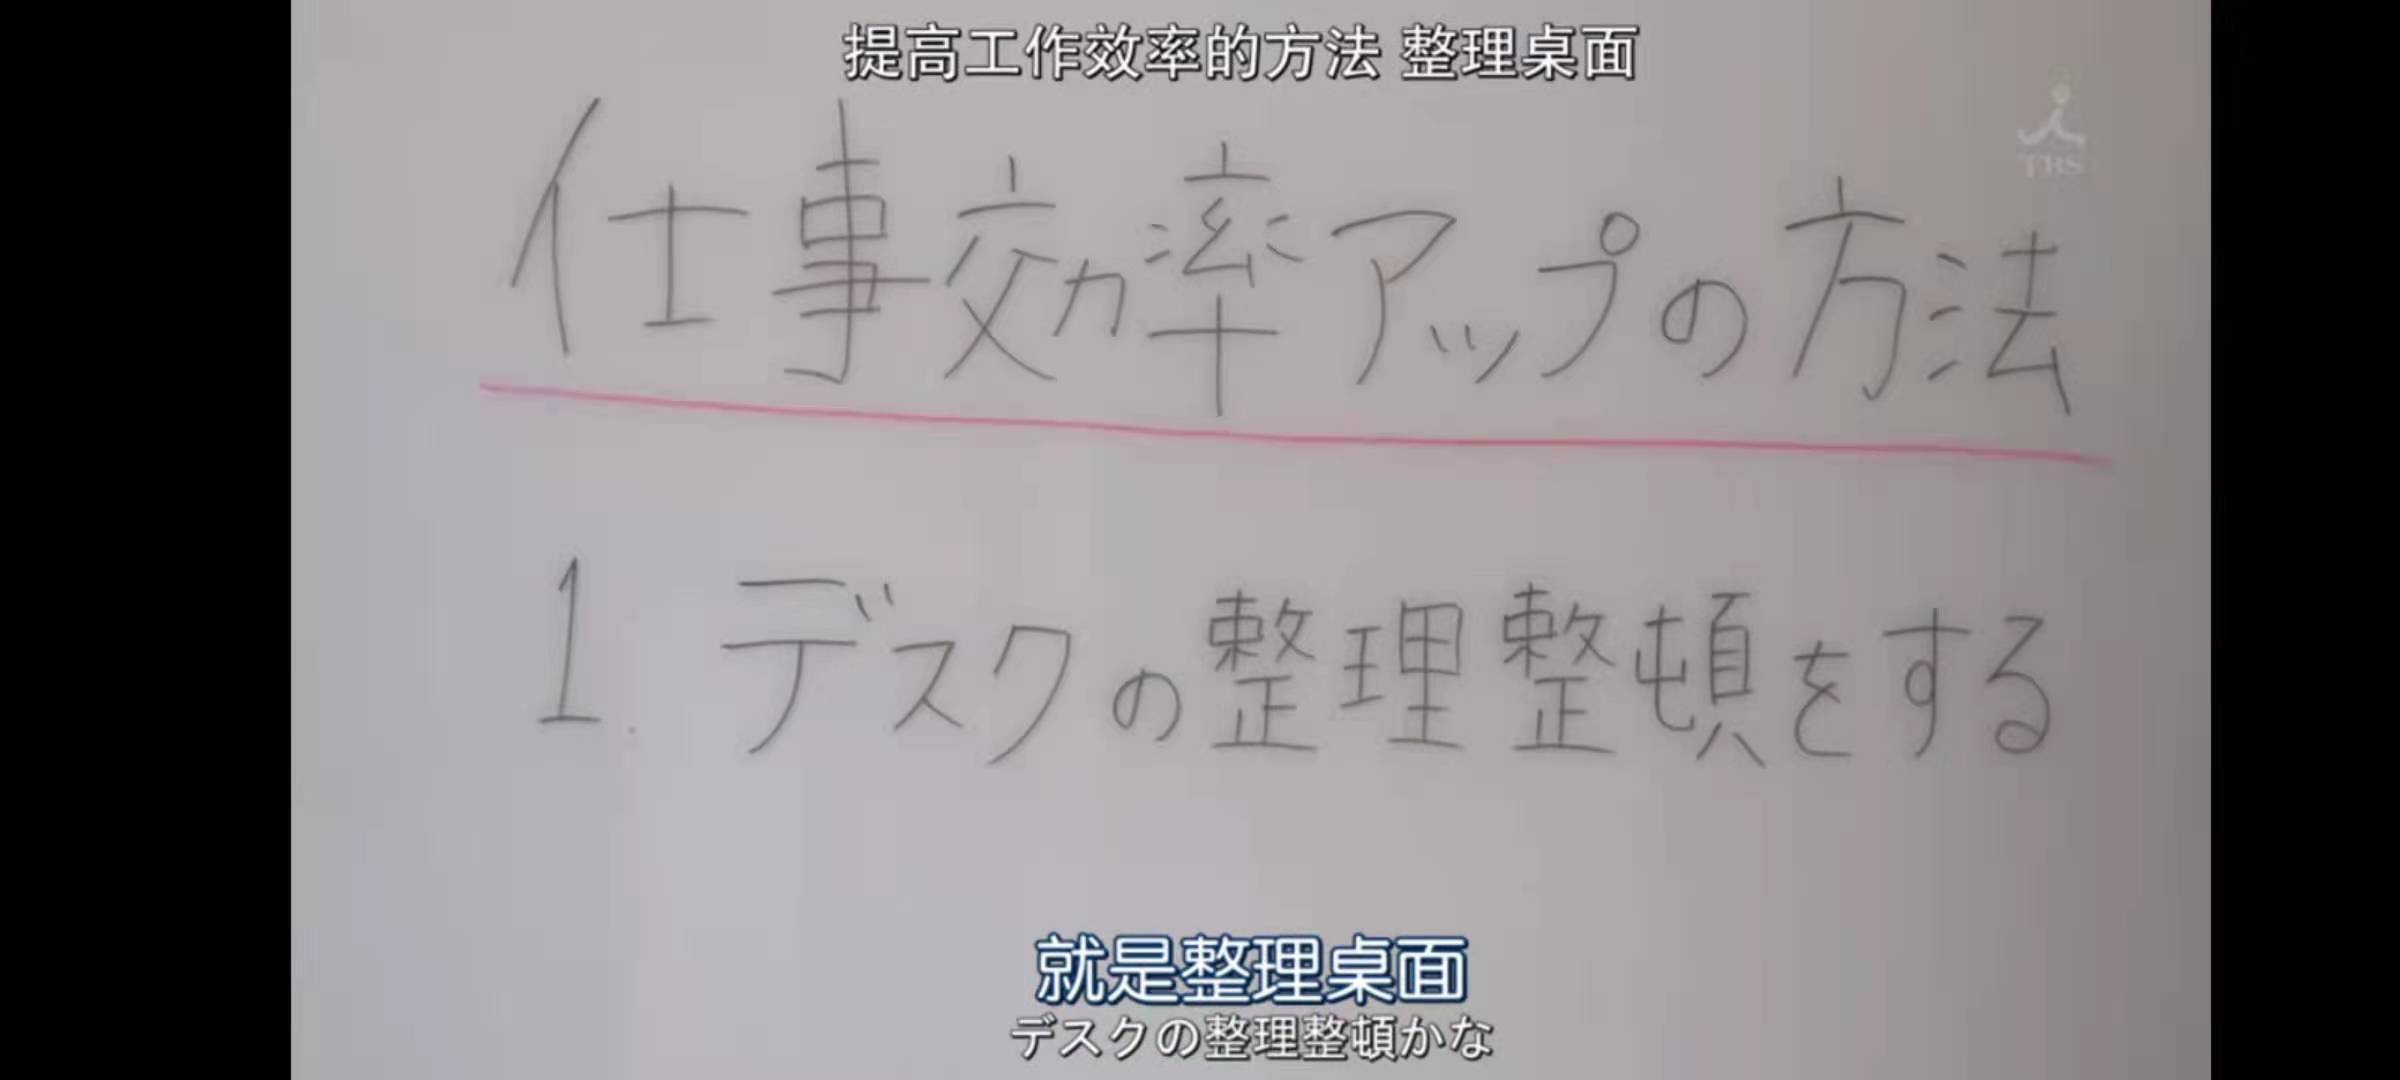 提高工作效率的方法 整理桌面
TBS
仕事効率アップの方法
1. デスクの整理整頓をする
就是整理桌面
デスクの整理整頓かな